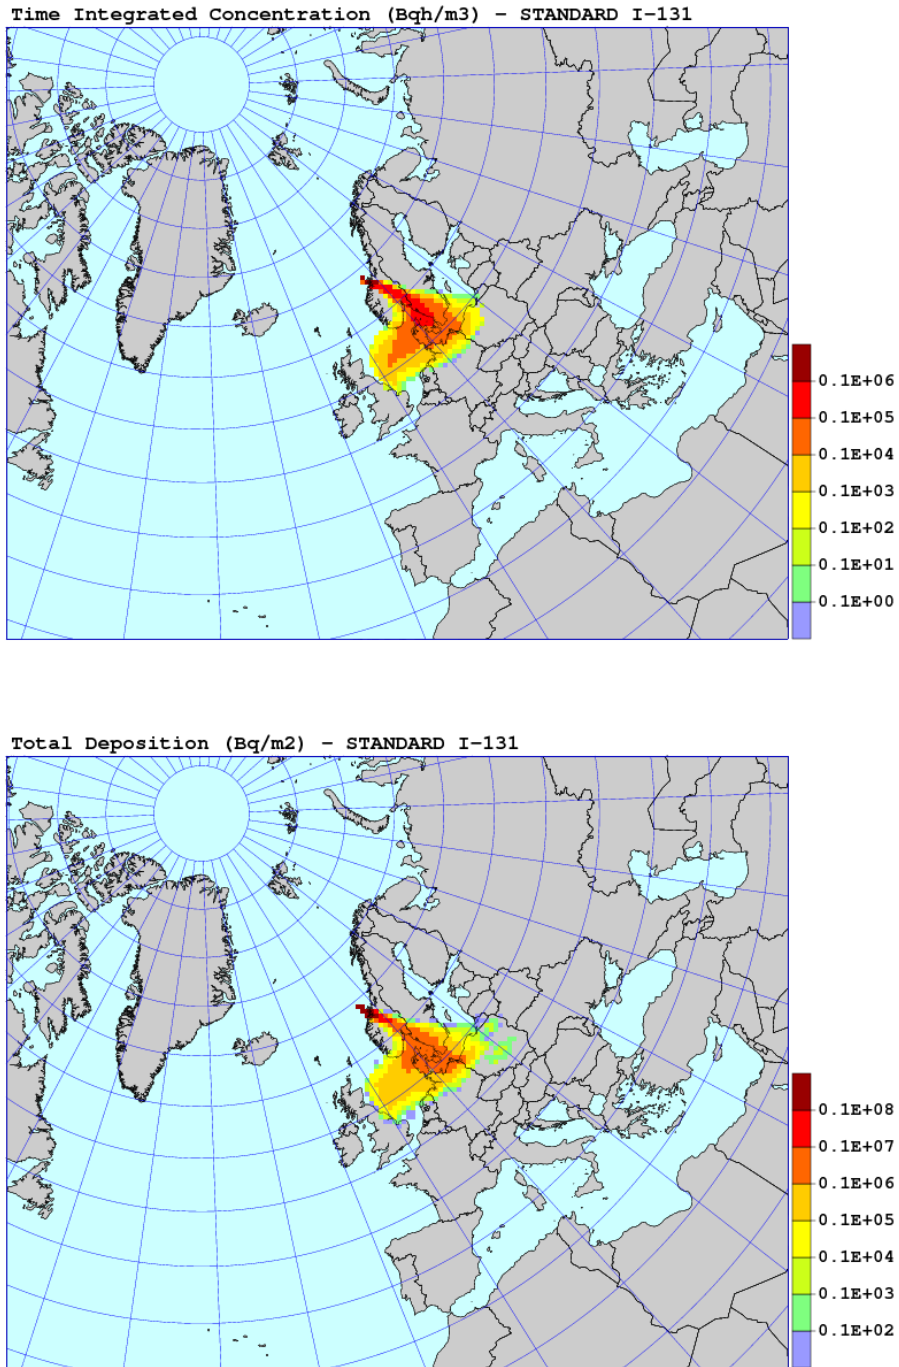 Time Integrated Concentration (Bqh/m3) – STANDARD I–131
0.1E+06
0.1E+05
0.1E+04
0.1E+03
0.1E+02
0.1E+01
0.1E+00
Total Deposition (Bq/m2) – STANDARD I–131
0.1E+08
0.1E+07
0.1E+06
0.1E+05
0.1E+04
0.1E+03
0.1E+02